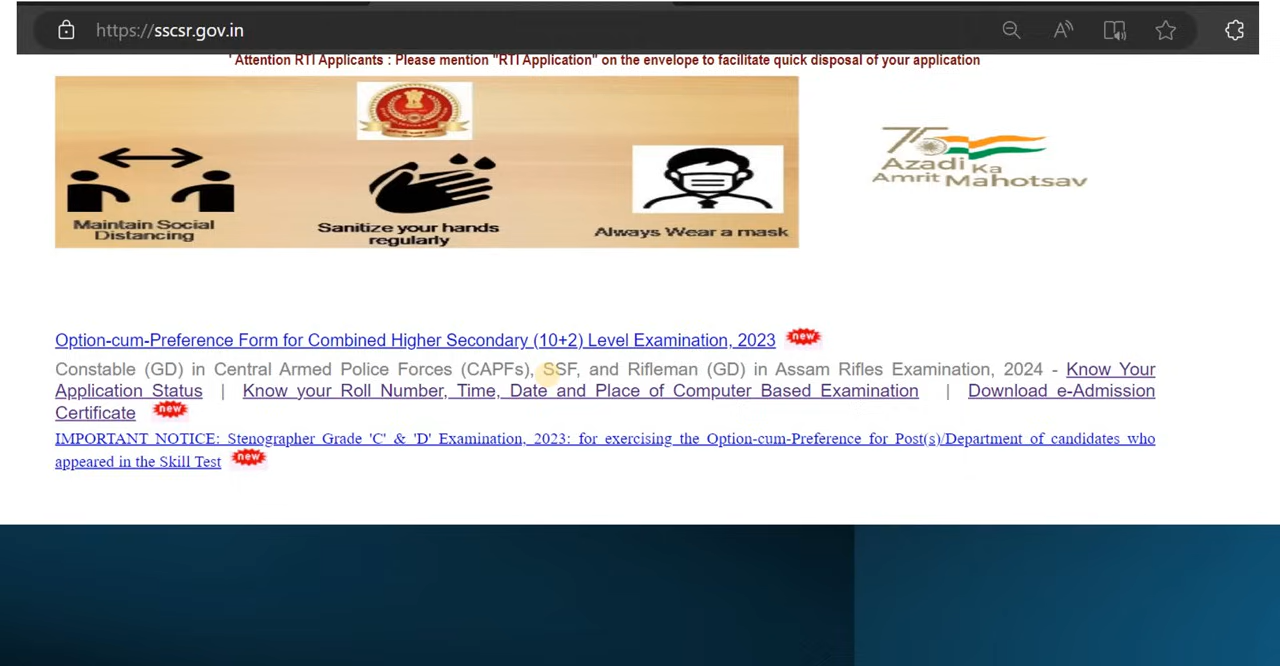 https://sscsr.gov.in
' Attention RTI Applicants : Please mention "RTI Application" on the envelope to facilitate quick disposal of your application
Maintain Social
Distancing
Sanitize your hands
regularly
Always Wear a mask
75
Azadi Ka
Amrit Mahotsav
Option-cum-Preference Form for Combined Higher Secondary (10+2) Level Examination, 2023 new
Constable (GD) in Central Armed Police Forces (CAPFs), SSF, and Rifleman (GD) in Assam Rifles Examination, 2024 - Know Your
Application Status | Know your Roll Number, Time, Date and Place of Computer Based Examination | Download e-Admission
Certificate new
IMPORTANT NOTICE: Stenographer Grade 'C' & 'D' Examination, 2023: for exercising the Option-cum-Preference for Post(s)/Department of candidates who
appeared in the Skill Test new